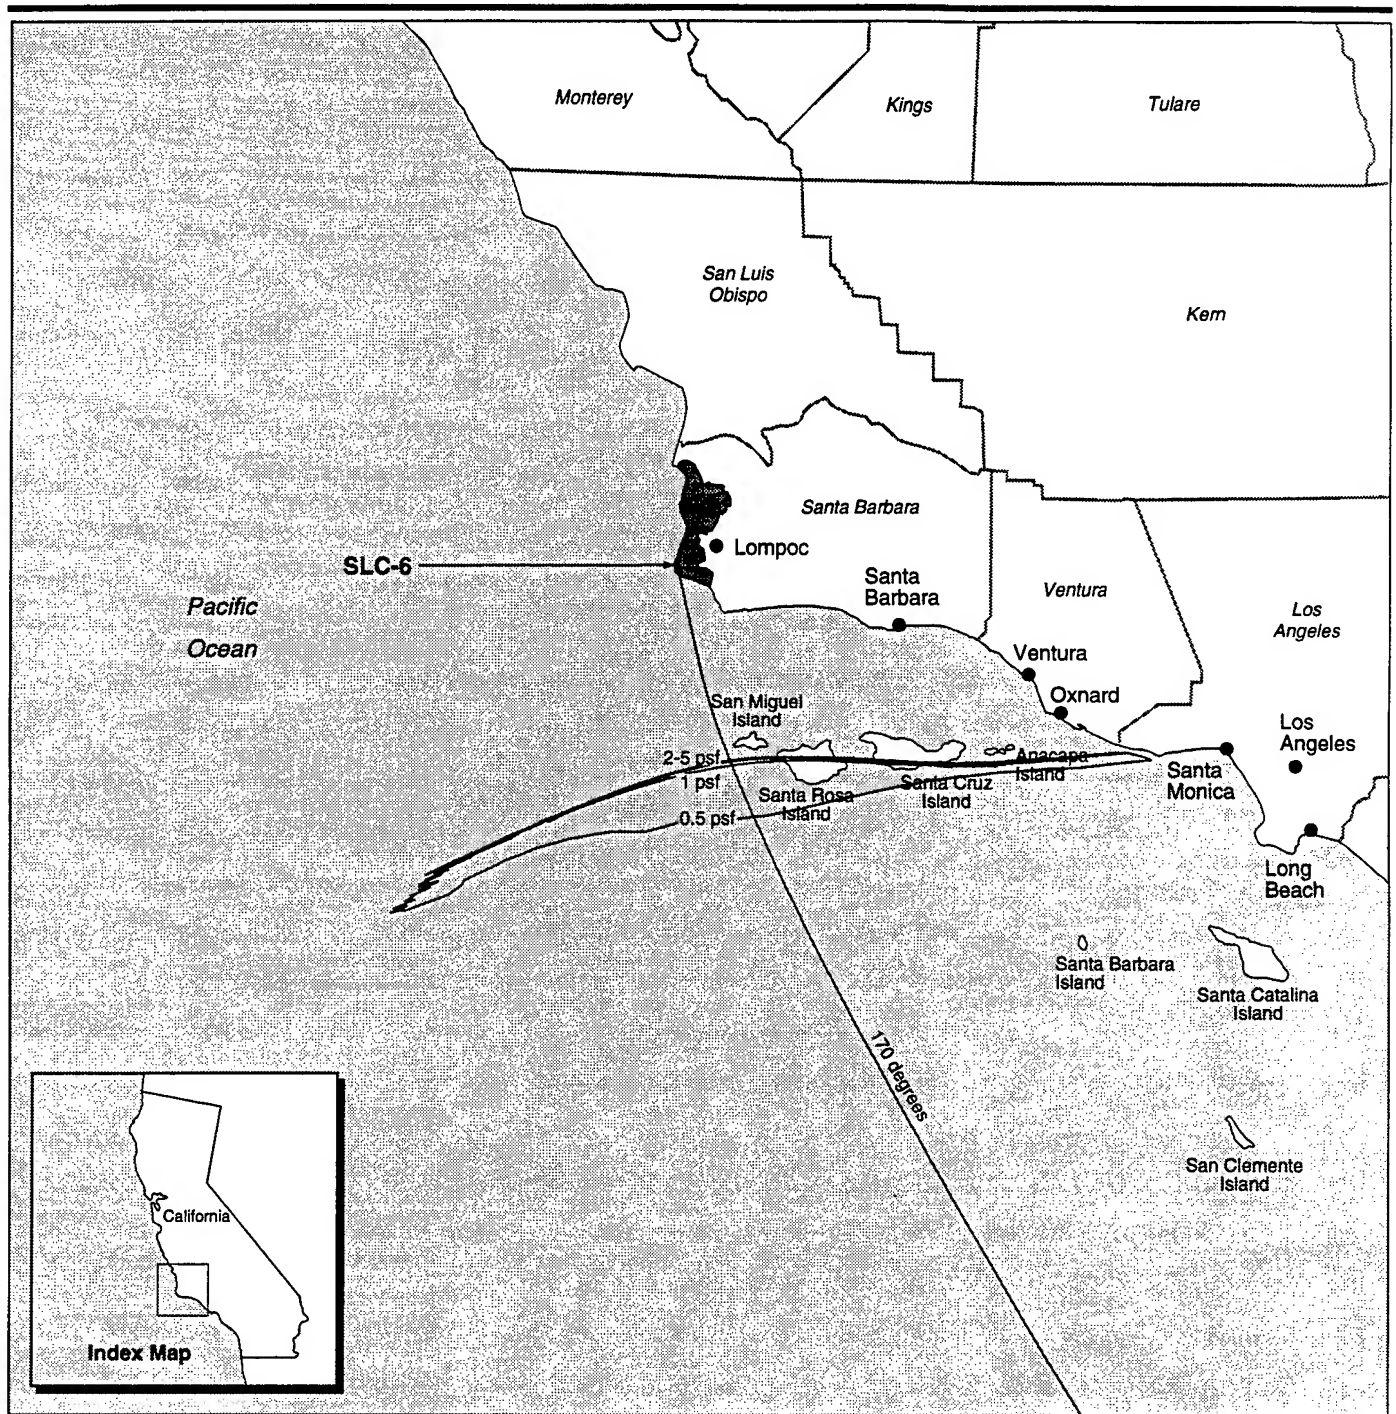 Monterey
Kings
Tulare
San Luis
Obispo
Kern
Santa Barbara
Lompoc
SLC-6
Santa
Barbara
Ventura
Pacific
Ocean
Los
Angeles
Ventura
Oxnard
San Miguel
Island
Los
Angeles
2-5 psf
1 psf
Anacapa
Island
Santa
Monica
Santa Rosa
Island
Santa Cruz
Island
0.5 psf
Long
Beach
Santa Barbara
Island
Santa Catalina
Island
170 degrees
San Clemente
Island
California
Index Map